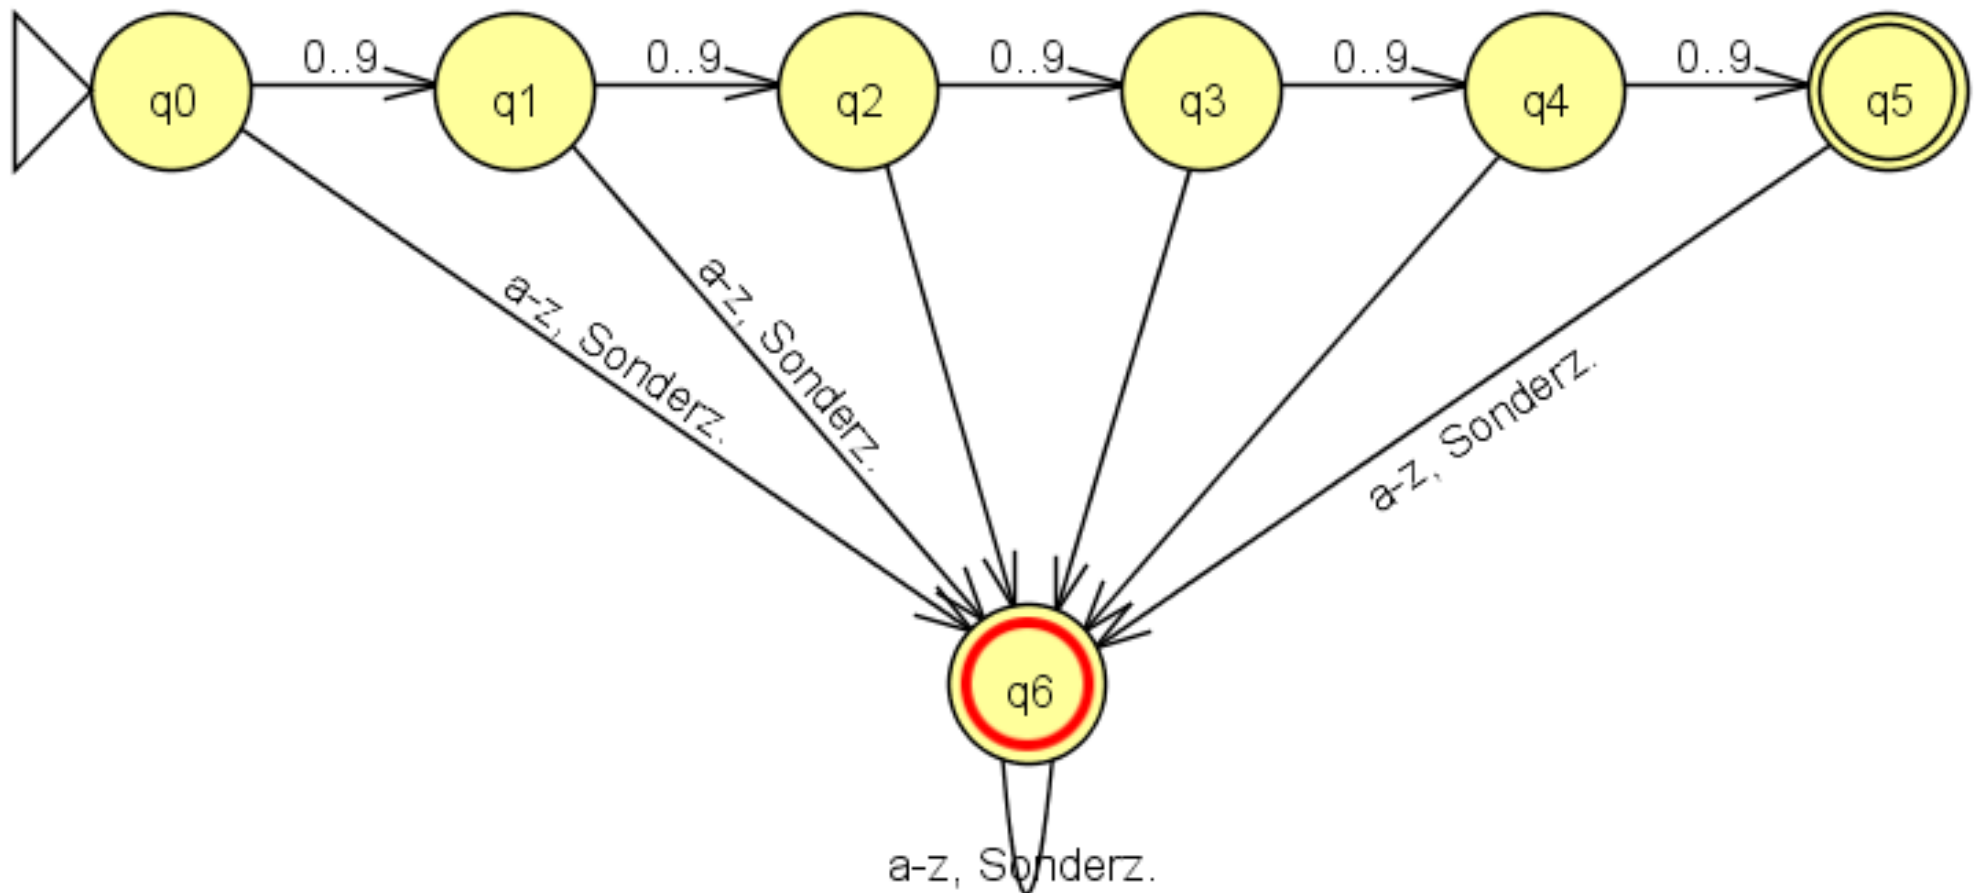 0..9
0..9
0..9
0..9
0..9
q0
q1
q2
q3
q4
q5
a-z, Sonderz.
a-z, Sonderz.
a-z, Sonderz.
q6
a-z, Sonderz.